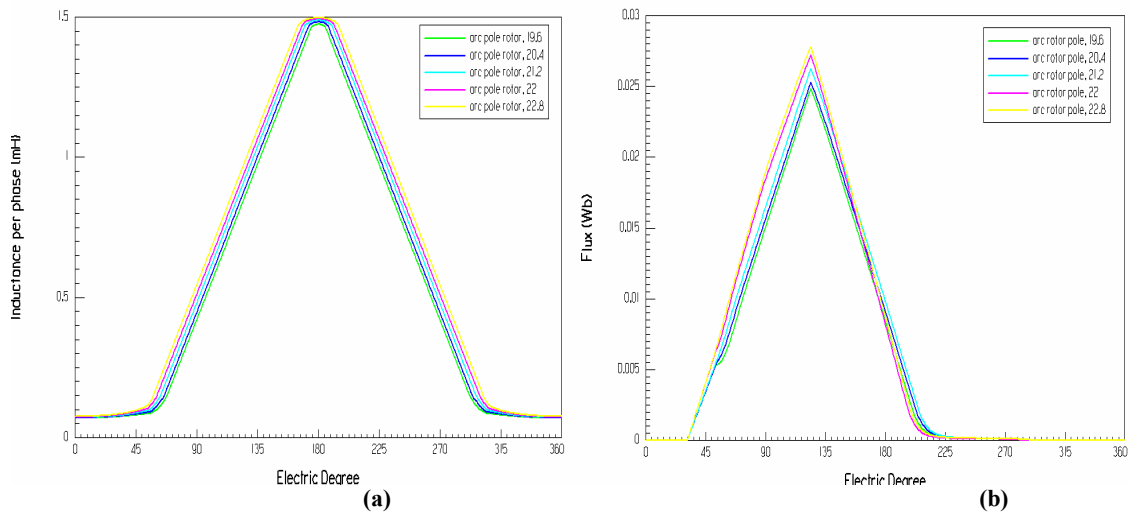 1.5
1
0.5
0
Inductance per phase (mH)
arc pole rotor, 19.6
arc pole rotor, 20.4
arc pole rotor, 21.2
arc pole rotor, 22
arc pole rotor, 22.8
0 45 90 135 180 225 270 315 360
Electric Degree
(a)
0.03
0.025
0.02
0.015
0.01
0.005
0
Flux (Wb)
arc rotor pole, 19.6
arc rotor pole, 20.4
arc rotor pole, 21.2
arc rotor pole, 22
arc rotor pole, 22.8
0 45 90 135 180 225 270 315 360
Electric Degree
(b)